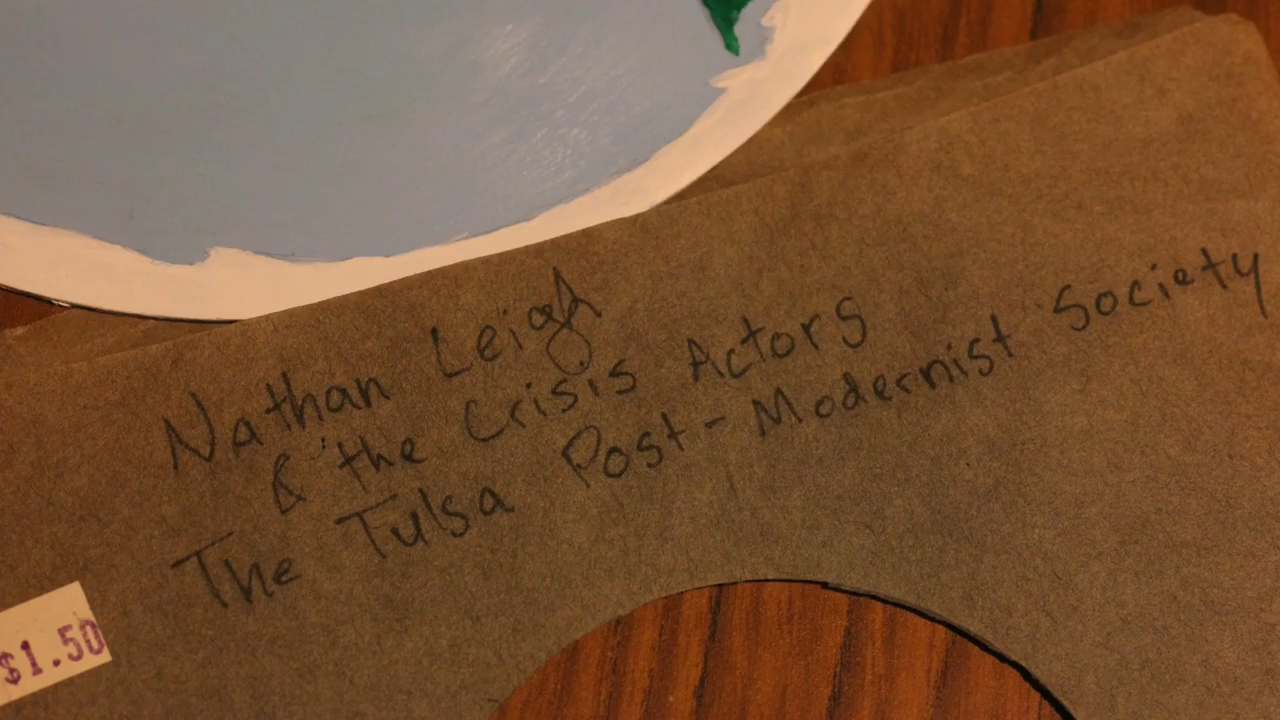 Nathan Leigh
& the Crisis Actors
The Tulsa Post-Modernist Society
$1.50